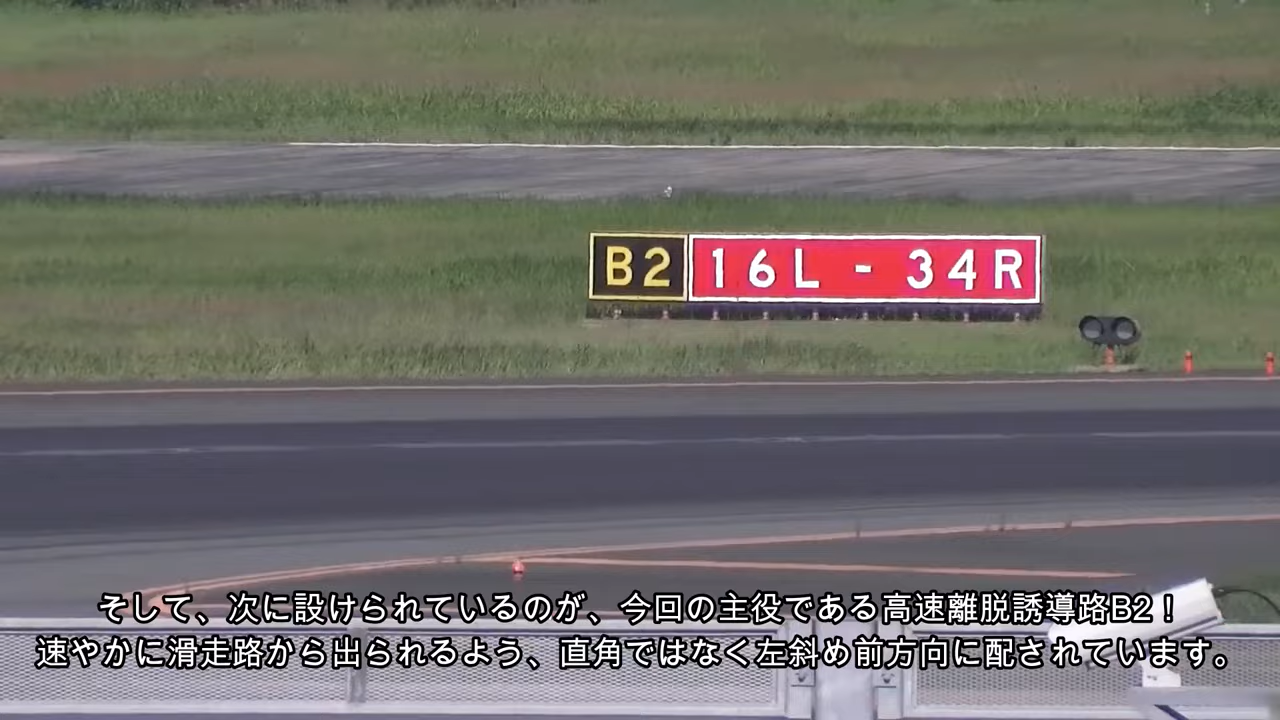 B2 16L - 34R
そして、次に設けられているのが、今回の主役である高速離脱誘導路B2！
速やかに滑走路から出られるよう、直角ではなく左斜め前方向に配されています。